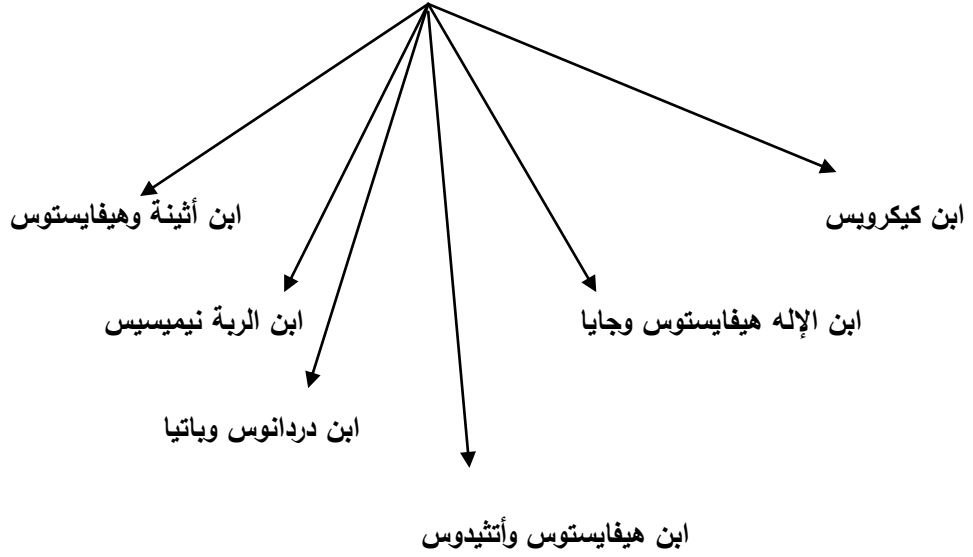 ابن كيكروبس
ابن أثينة وهيفايستوس
ابن الإله هيفايستوس وجايا
ابن الربة نيميسيس
ابن دردانوس وباتيا
ابن هيفايستوس وأتثيدوس